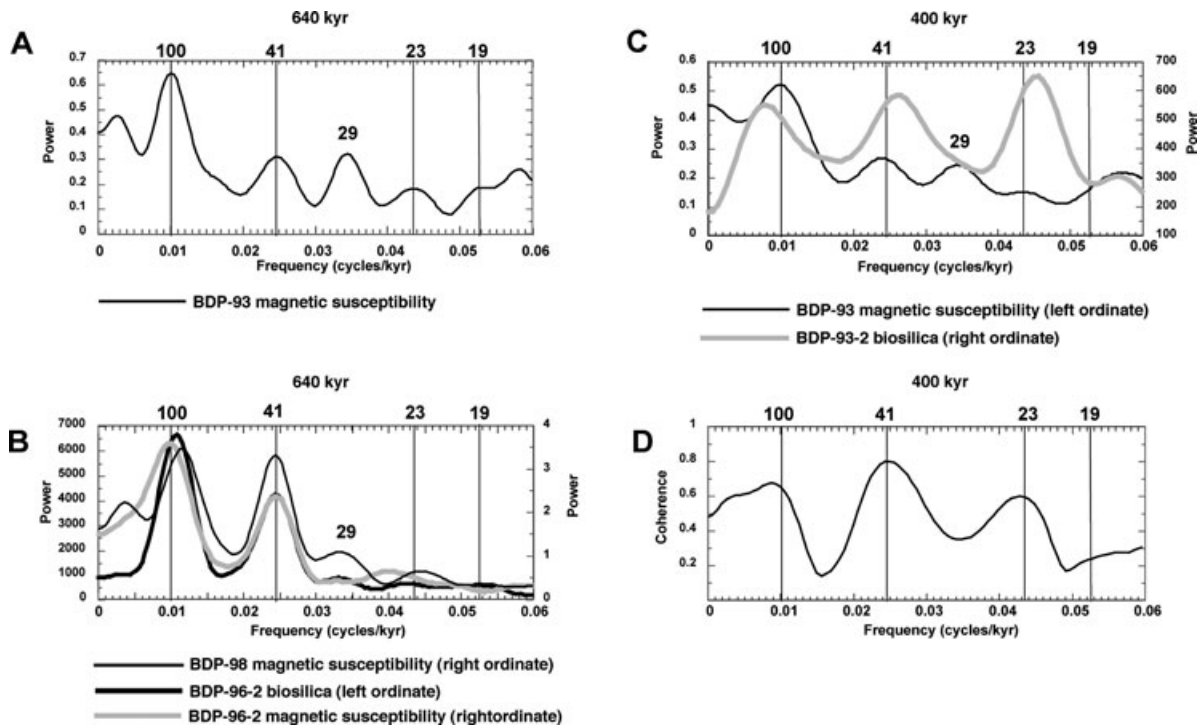 A
640 kyr
100 41 23 19
0.7
0.6
0.5
0.4
0.3
0.2
0.1
0
Power
29
0 0.01 0.02 0.03 0.04 0.05 0.06
Frequency (cycles/kyr)
BDP-93 magnetic susceptibility
B
640 kyr
100 41 23 19
7000
6000
5000
4000
3000
2000
1000
0
Power
29
4
3
2
1
0
Power
0 0.01 0.02 0.03 0.04 0.05 0.06
Frequency (cycles/kyr)
BDP-98 magnetic susceptibility (right ordinate)
BDP-96-2 biosilica (left ordinate)
BDP-96-2 magnetic susceptibility (rightordinate)
C
400 kyr
100 41 23 19
0.6
0.5
0.4
0.3
0.2
0.1
0
Power
29
700
600
500
400
300
200
100
Power
0 0.01 0.02 0.03 0.04 0.05 0.06
Frequency (cycles/kyr)
BDP-93 magnetic susceptibility (left ordinate)
BDP-93-2 biosilica (right ordinate)
D
400 kyr
100 41 23 19
1
0.8
0.6
0.4
0.2
Coherence
0 0.01 0.02 0.03 0.04 0.05 0.06
Frequency (cycles/kyr)